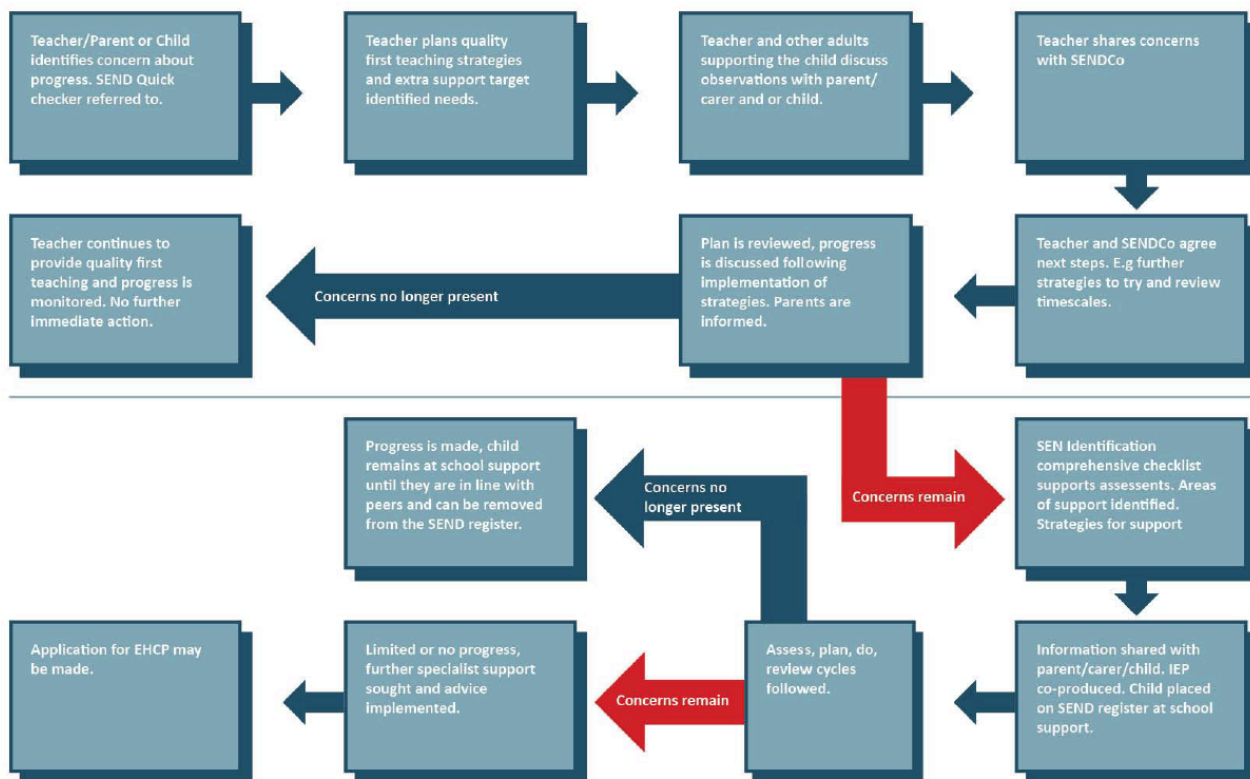 Teacher/Parent or Child
identifies concern about
progress. SEND Quick
checker referred to.
Teacher plans quality
first teaching strategies
and extra support target
identified needs.
Teacher and other adults
supporting the child discuss
observations with parent/
carer and or child.
Teacher shares concerns
with SENDCo
Teacher and SENDCo agree
next steps. E.g further
strategies to try and review
timescales.
Plan is reviewed, progress
is discussed following
implementation of
strategies. Parents are
informed.
Concerns no longer present
Teacher continues to
provide quality first
teaching and progress is
monitored. No further
immediate action.
Concerns remain
SEN Identification
comprehensive checklist
supports assessents. Areas
of support identified.
Strategies for support
Information shared with
parent/carer/child. IEP
co-produced. Child placed
on SEND register at school
support.
Assess, plan, do,
review cycles
followed.
Concerns no
longer present
Progress is made, child
remains at school support
until they are in line with
peers and can be removed
from the SEND register.
Concerns remain
Limited or no progress,
further specialist support
sought and advice
implemented.
Application for EHCP may
be made.